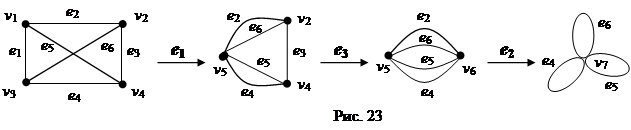 v1 e2 v2 e2 v2 e2 e6
e1 e5 e6 e3 e1 e6 e3 e3 e6 e2 e4 v7
v5 e5 v5 e5 v6 e5
v3 e4 v4 e4 v4 e4
Рис. 23